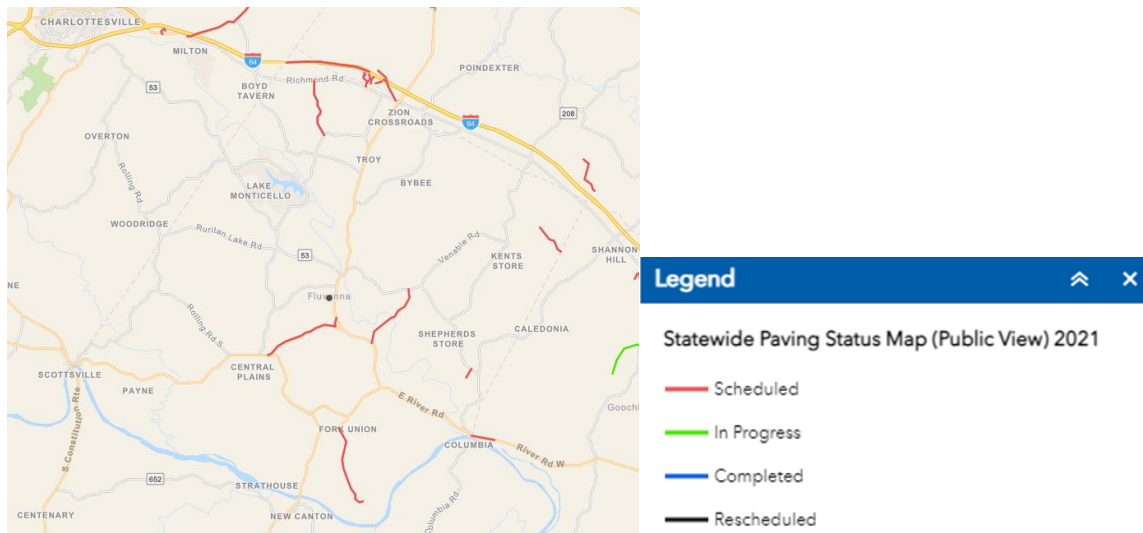 CHARLOTTESVILLE
MILTON
64
POINDEXTER
Richmond Rd
53
BOYD
TAVERN
208
ZION
CROSSROADS
64
OVERTON
TROY
Rolling Rd
BYBEE
LAKE
MONTICELLO
WOODRIDGE
Ruritan Lake Rd
Venable Rd
53
KENTS
STORE
SHANNON
HILL
NE
Fluvanna
Rolling Rd S
SHEPHERDS
STORE
CALEDONIA
CENTRAL
PLAINS
SCOTTSVILLE
PAYNE
E River Rd
S Constitution Rte
FORK UNION
Goochl
COLUMBIA
River Rd W
652
STRATHOUSE
Columbia Rd
NEW CANTON
CENTENARY
Legend
Statewide Paving Status Map (Public View) 2021
Scheduled
In Progress
Completed
Rescheduled